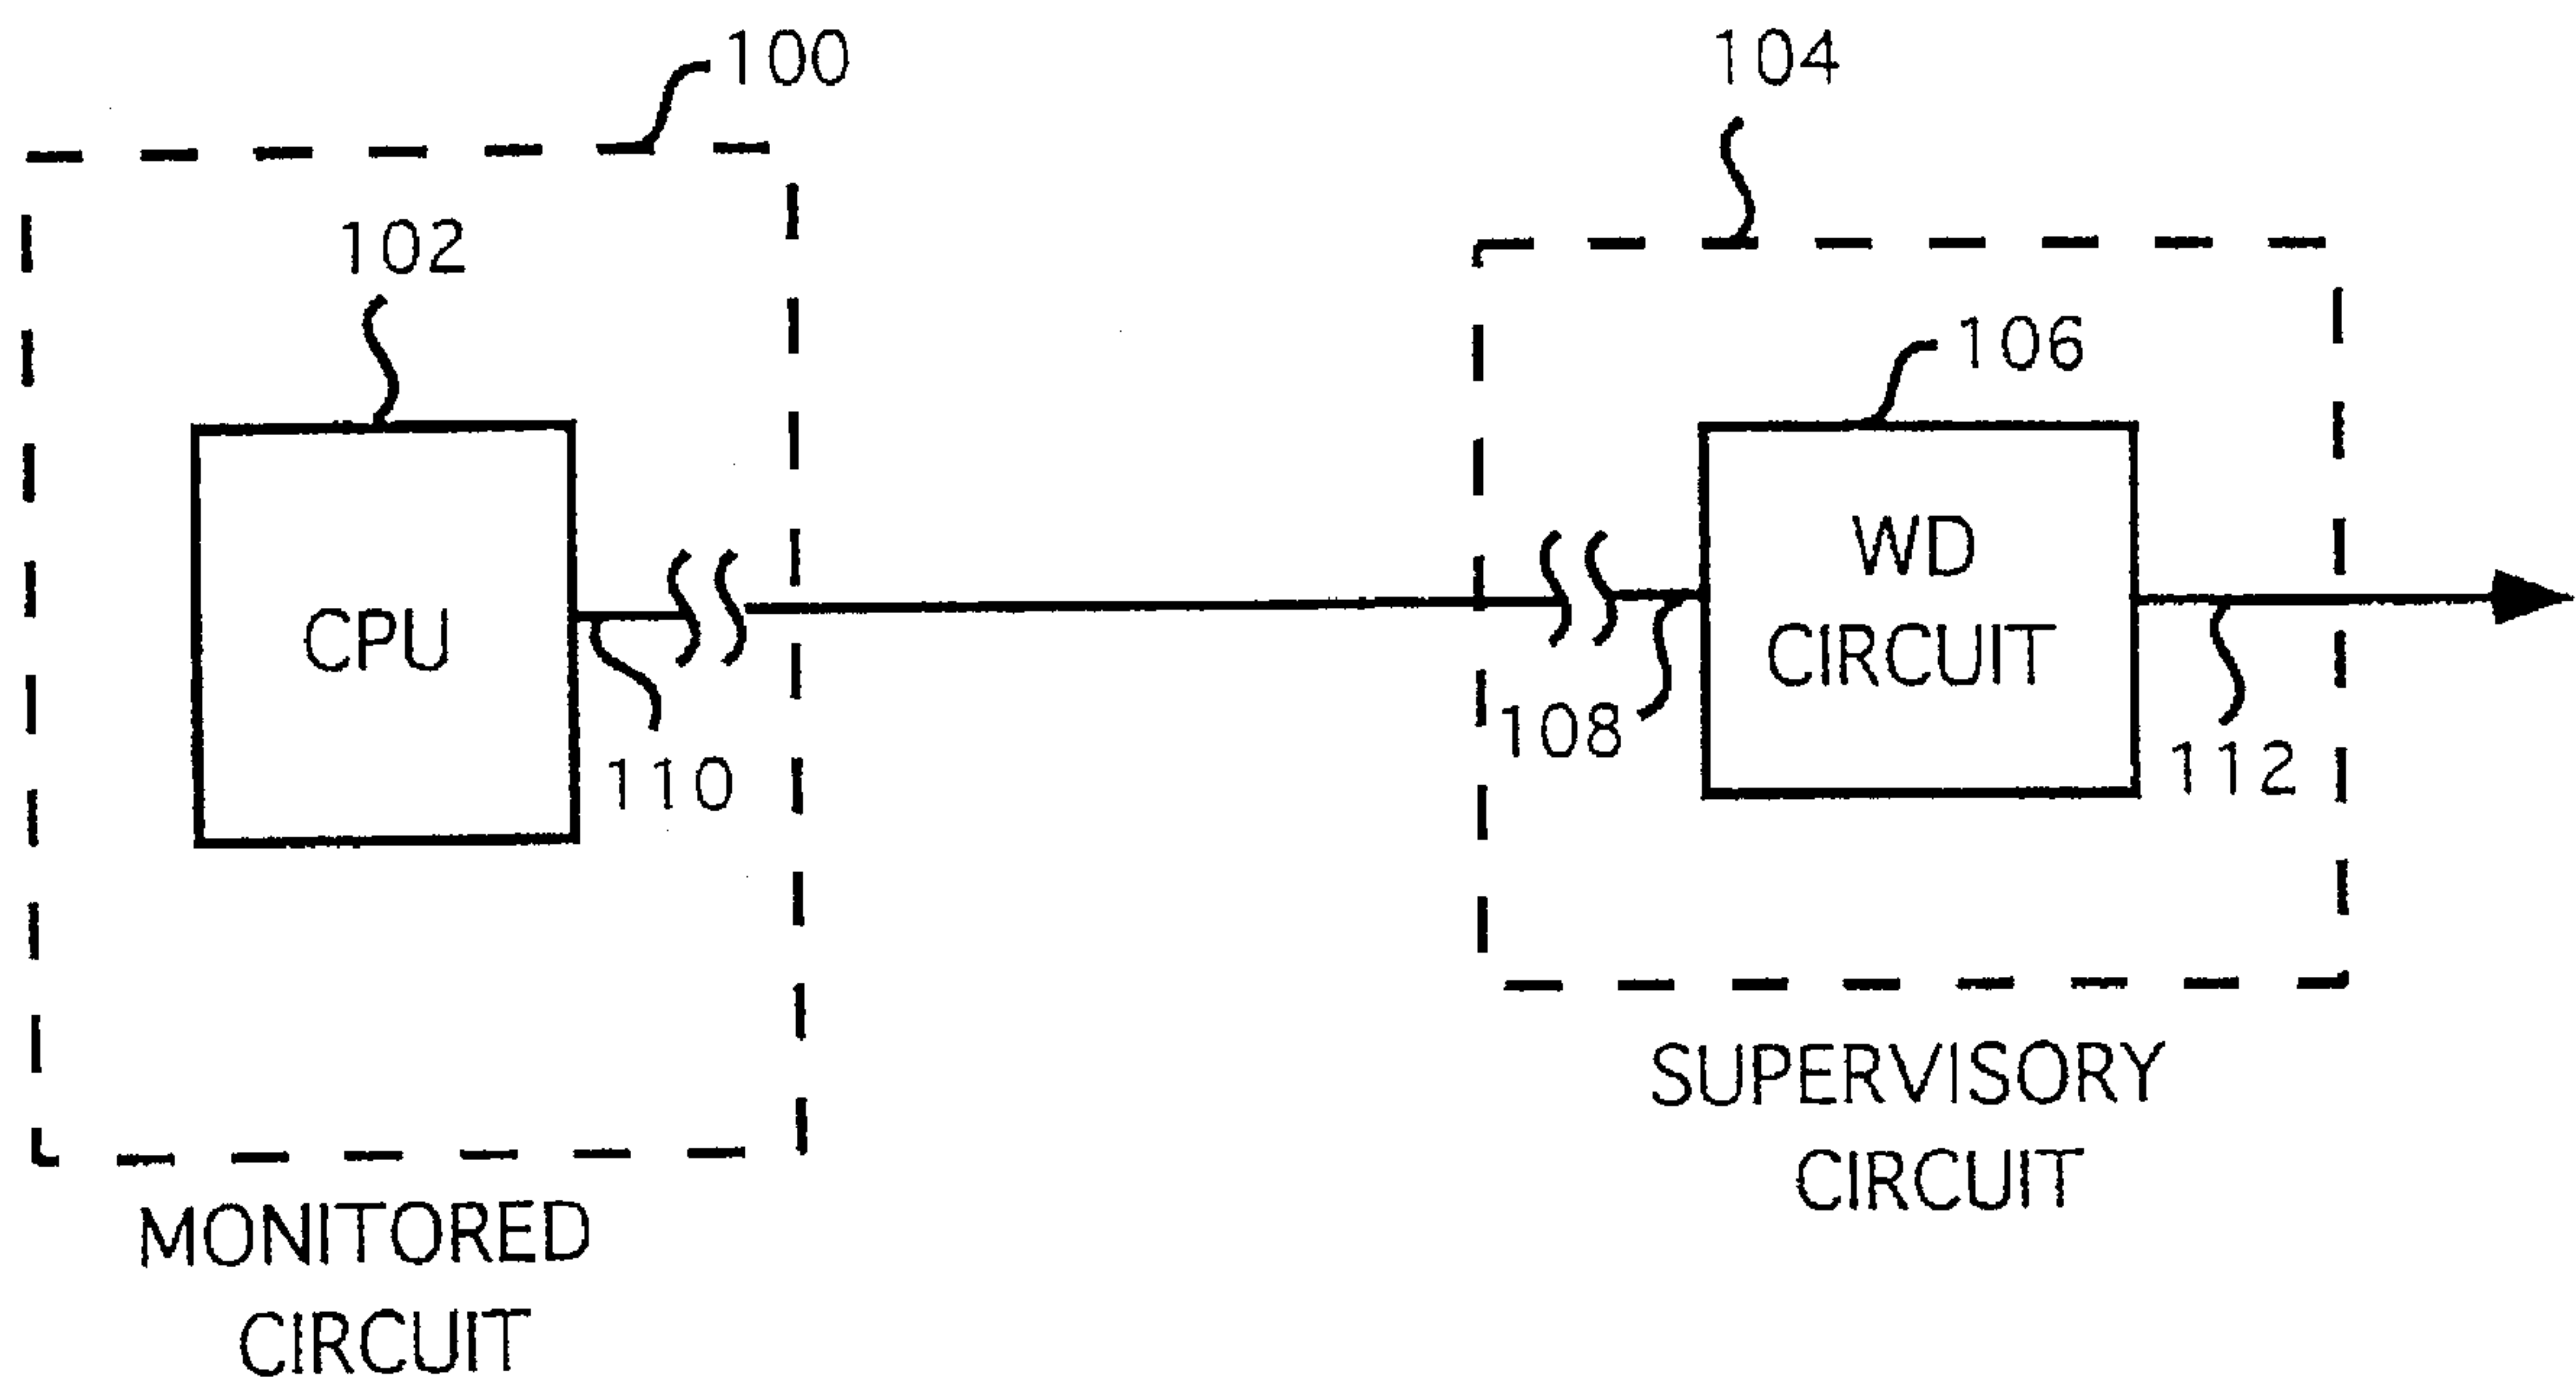 100
104
102
106
CPU
WD
CIRCUIT
110
108
112
SUPERVISORY
CIRCUIT
MONITORED
CIRCUIT